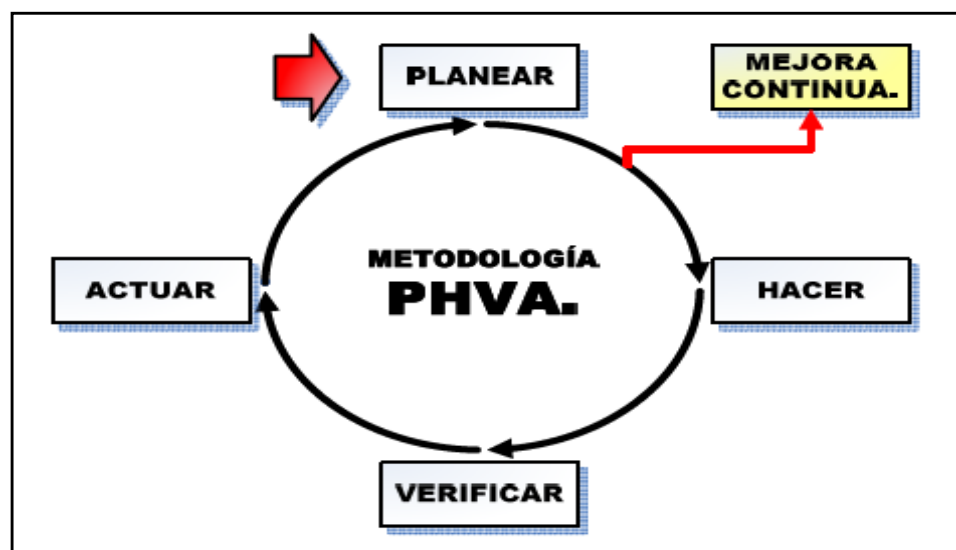 PLANEAR
MEJORA
CONTINUA.
METODOLOGÍA
PHVA.
ACTUAR
HACER
VERIFICAR